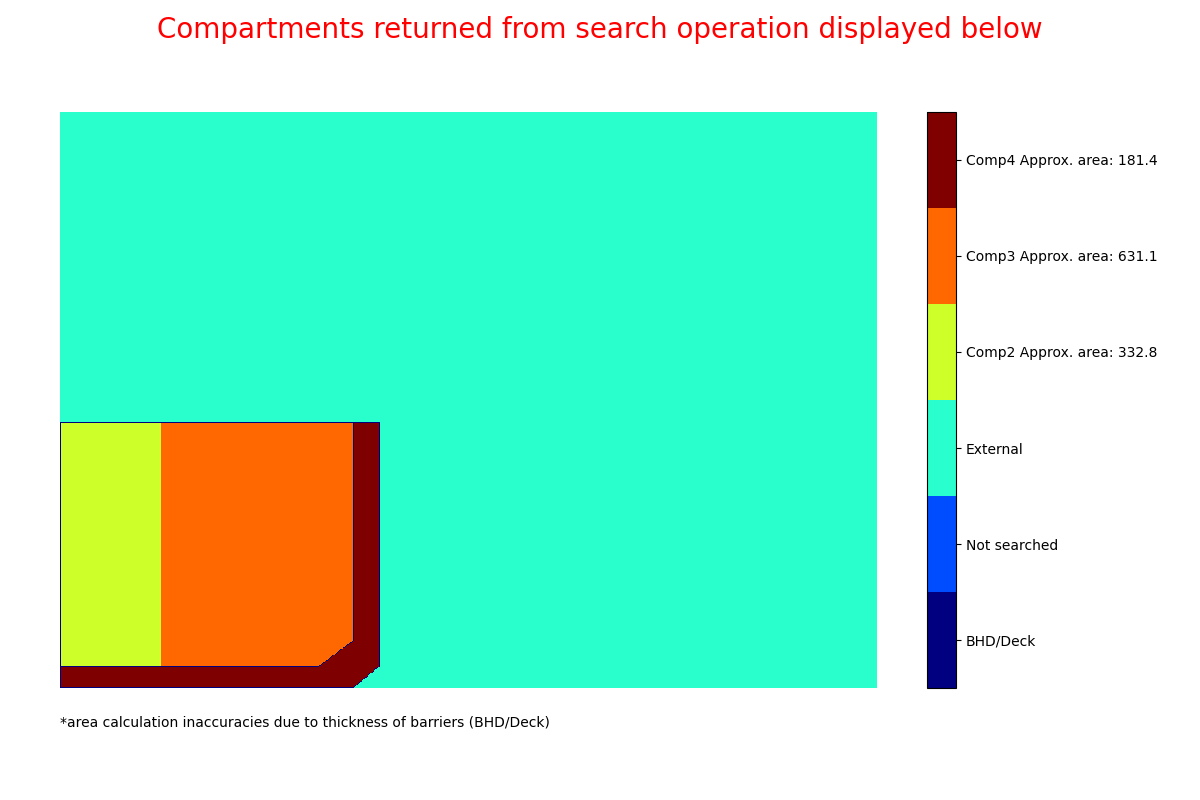 Compartments returned from search operation displayed below
Comp4 Approx. area: 181.4
Comp3 Approx. area: 631.1
Comp2 Approx. area: 332.8
External
Not searched
BHD/Deck
*area calculation inaccuracies due to thickness of barriers (BHD/Deck)